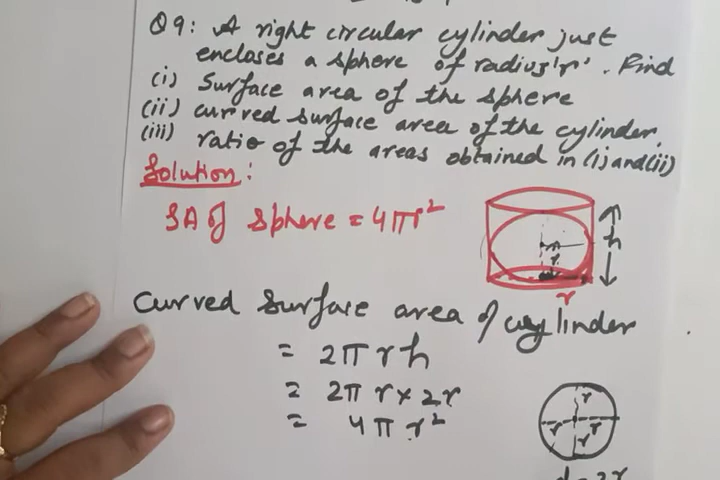 Q9: A right circular cylinder just
encloses a sphere of radius 'r'. Find
(i) Surface area of the sphere
(ii) curved surface area of the cylinder.
(iii) ratio of the areas obtained in (i) and (ii)
Solution:
SA of sphere = 4πr²
h
r
r
Curved Surface area of cylinder
= 2πrh
= 2π r × 2r
= 4πr²
r
r r
d = 2r